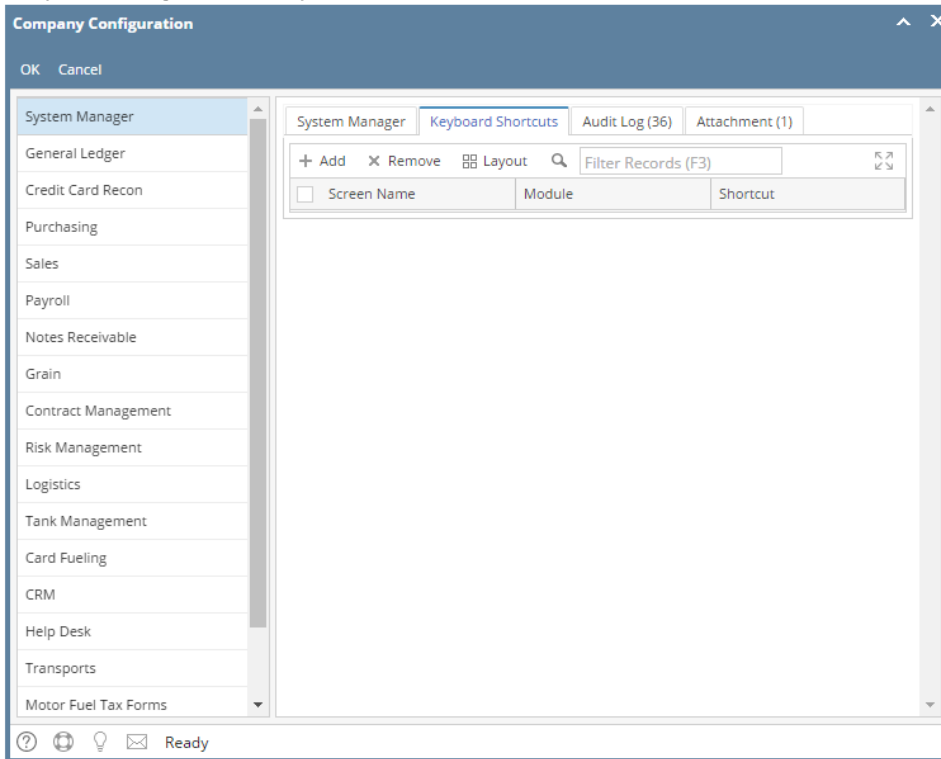 Company Configuration
OK Cancel
System Manager
General Ledger
Credit Card Recon
Purchasing
Sales
Payroll
Notes Receivable
Grain
Contract Management
Risk Management
Logistics
Tank Management
Card Fueling
CRM
Help Desk
Transports
Motor Fuel Tax Forms
System Manager Keyboard Shortcuts Audit Log (36) Attachment (1)
Add Remove Layout Filter Records (F3)
Screen Name Module Shortcut
Ready